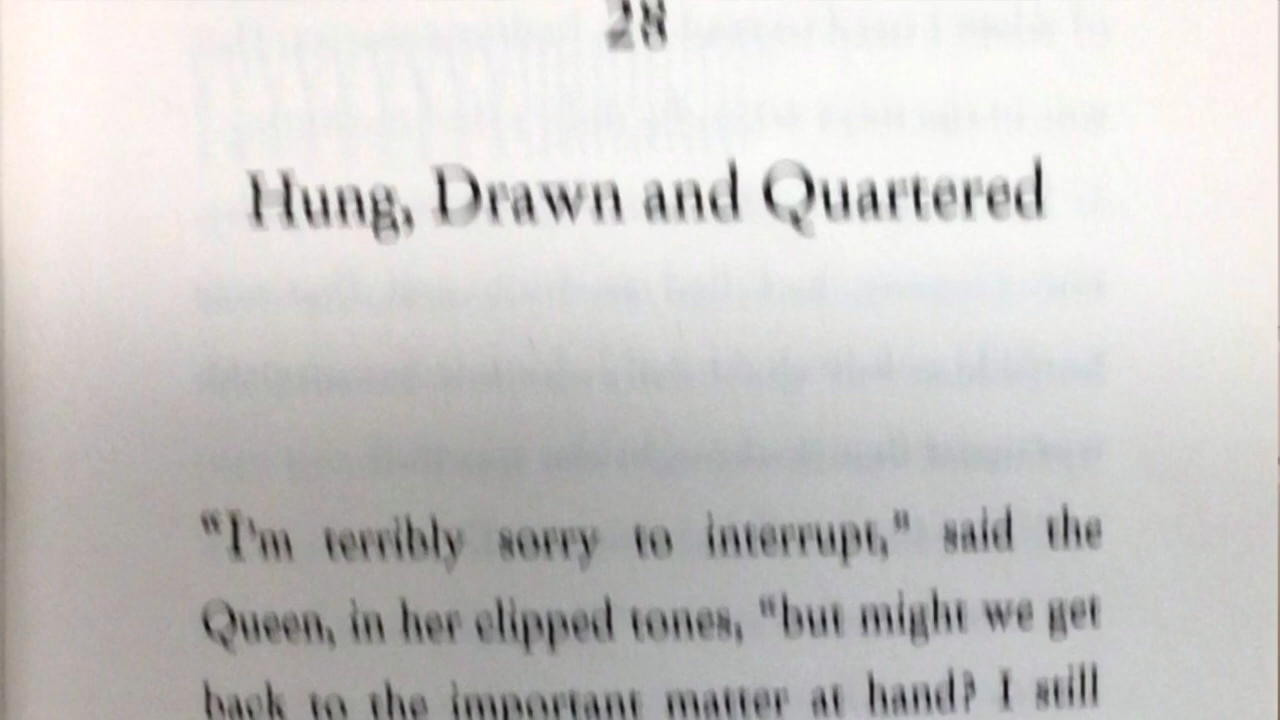 28
Hung, Drawn and Quartered
"I'm terribly sorry to interrupt," said the
Queen, in her clipped tones, "but might we get
back to the important matter at hand? I still